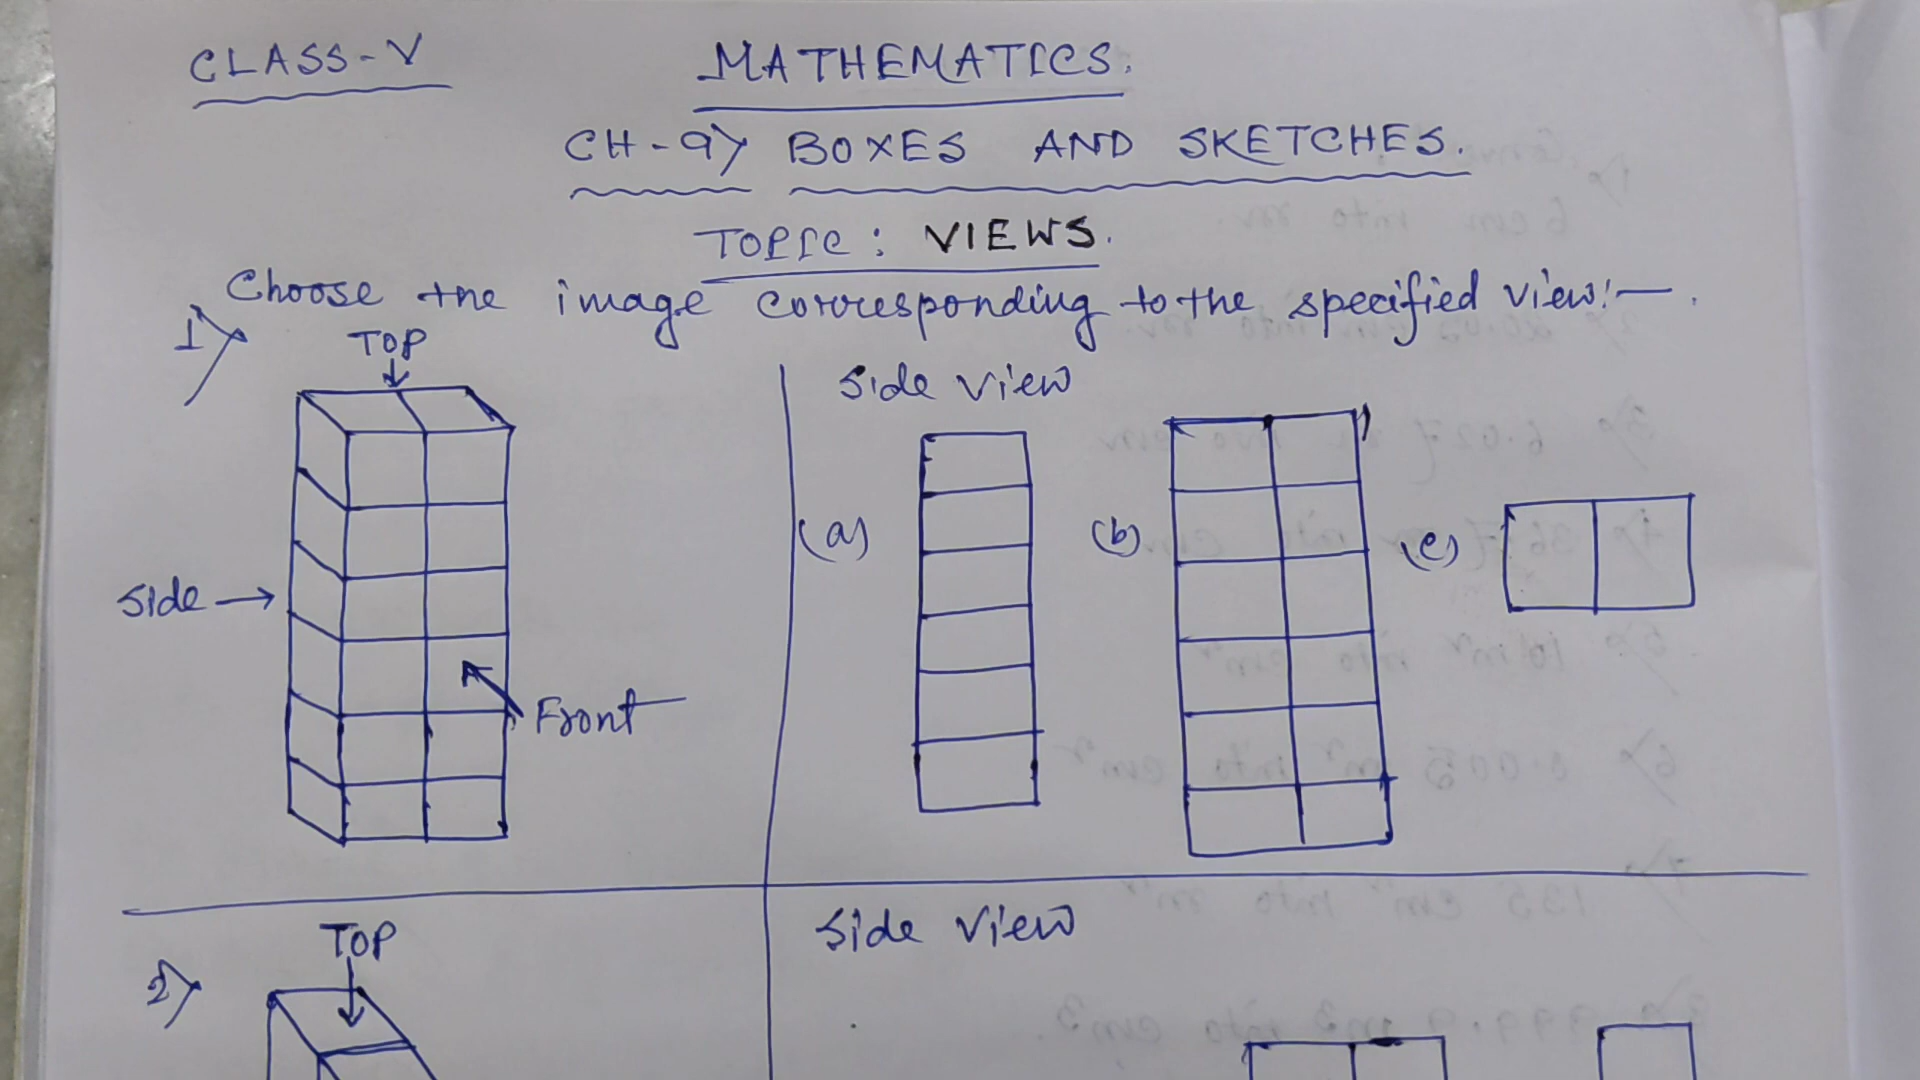 CLASS-V
MATHEMATICS.
CH-9> BOXES AND SKETCHES.
TOPIC: VIEWS.
Choose the image corresponding to the specified view:—.
1>
TOP
Side →
Front
Side view
(a)
(b)
(c)
2>
TOP
Side view